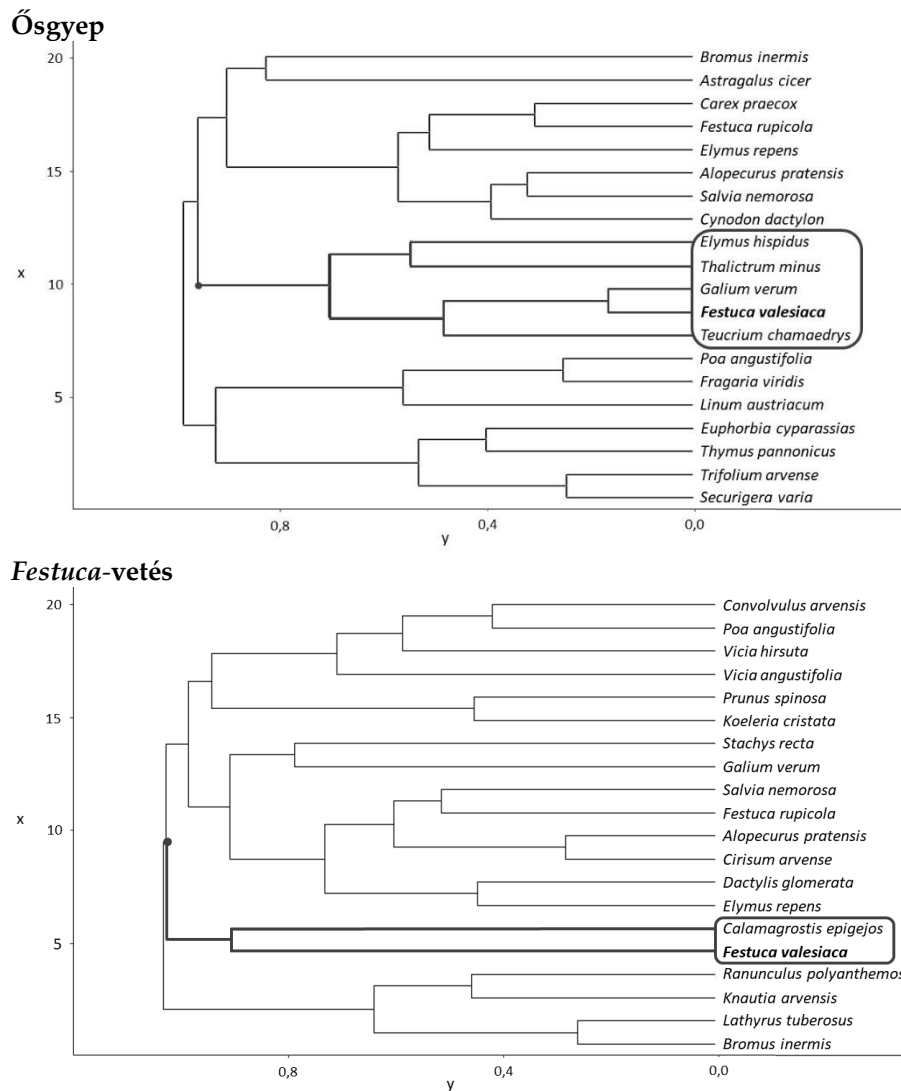 Ősgyep
20
Bromus inermis
Astragalus cicer
Carex praecox
Festuca rupicola
Elymus repens
15
Alopecurus pratensis
Salvia nemorosa
Cynodon dactylon
Elymus hispidus
Thalictrum minus
x
10
Galium verum
Festuca valesiaca
Teucrium chamaedrys
Poa angustifolia
Fragaria viridis
5
Linum austriacum
Euphorbia cyparassias
Thymus pannonicus
Trifolium arvense
Securigera varia
0,8
0,4
0,0
y
Festuca-vetés
20
Convolvulus arvensis
Poa angustifolia
Vicia hirsuta
Vicia angustifolia
Prunus spinosa
15
Koeleria cristata
Stachys recta
Galium verum
Salvia nemorosa
x
Festuca rupicola
10
Alopecurus pratensis
Cirisum arvense
Dactylis glomerata
Elymus repens
Calamagrostis epigejos
5
Festuca valesiaca
Ranunculus polyanthemos
Knautia arvensis
Lathyrus tuberosus
Bromus inermis
0,8
0,4
0,0
y